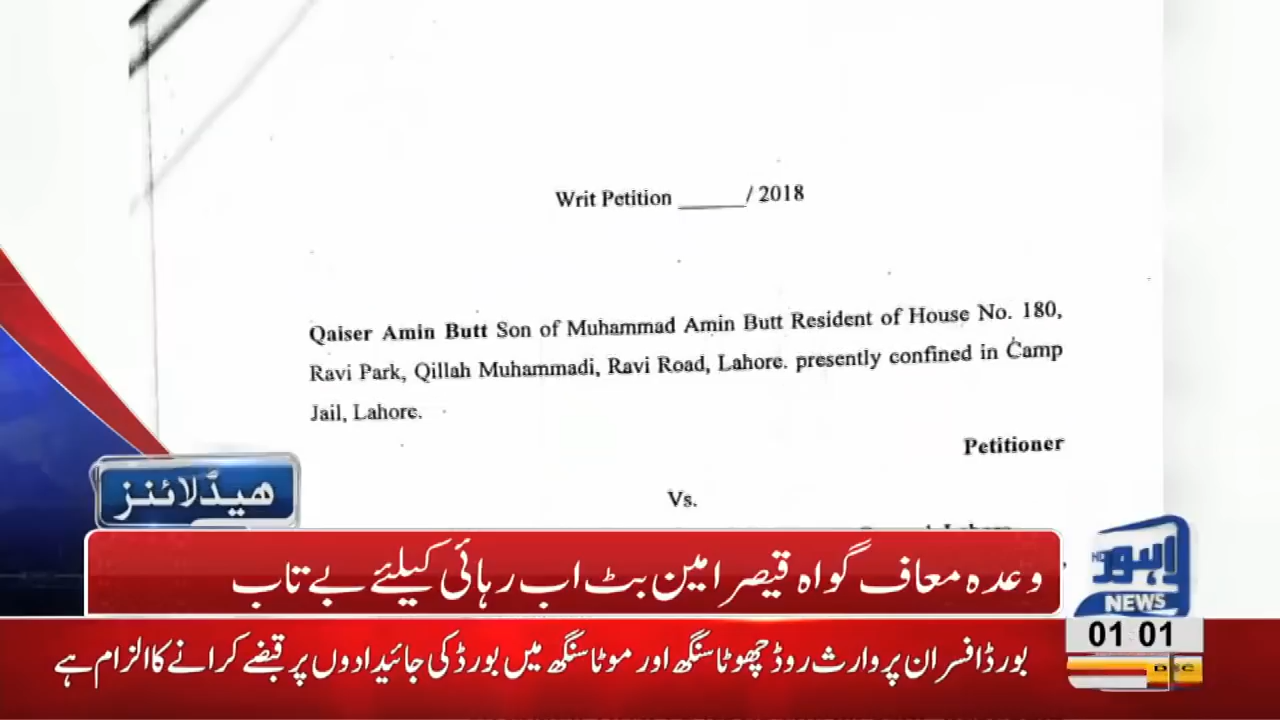 Writ Petition ______/ 2018
Qaiser Amin Butt Son of Muhammad Amin Butt Resident of House No. 180,
Ravi Park, Qillah Muhammadi, Ravi Road, Lahore. presently confined in Camp
Jail, Lahore.
Petitioner
Vs.
ہیڈلائنز
وعدہ معاف گواہ قیصر امین بٹ اب رہائی کیلئے بے تاب
لاہور
HD
NEWS
01 01
بورڈ افسران پر وارث روڈ چھوٹا سنگھ اور موٹا سنگھ میں بورڈ کی جائیدادوں پر قبضے کرانے کا الزام ہے